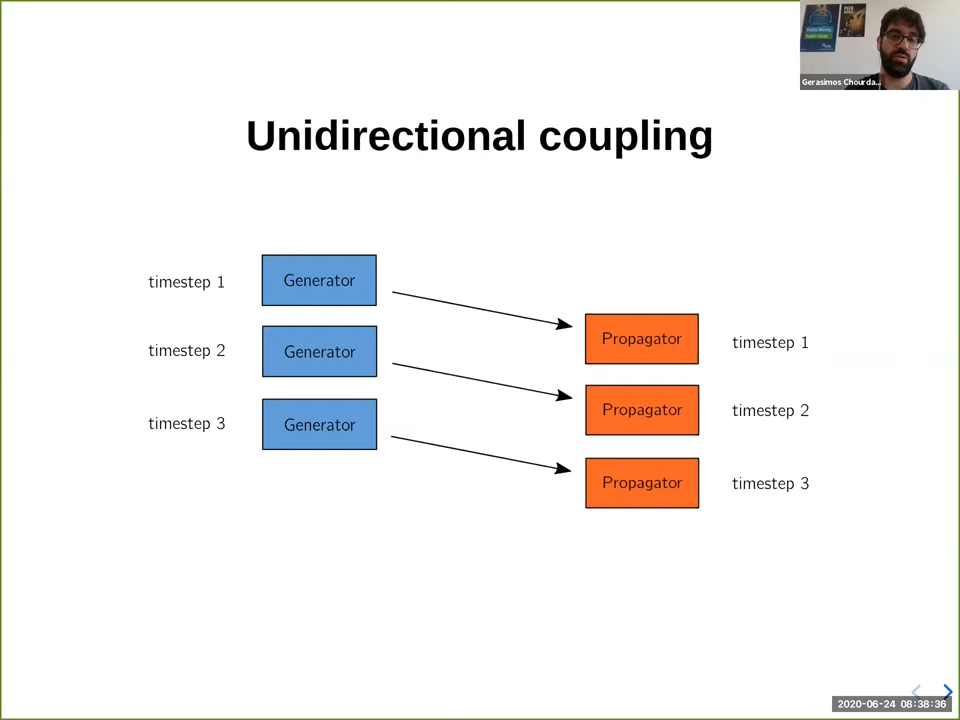 Gerasimos Chourda...
Unidirectional coupling
timestep 1
Generator
Propagator
timestep 1
timestep 2
Generator
Propagator
timestep 2
timestep 3
Generator
Propagator
timestep 3
2020-06-24 08:38:36